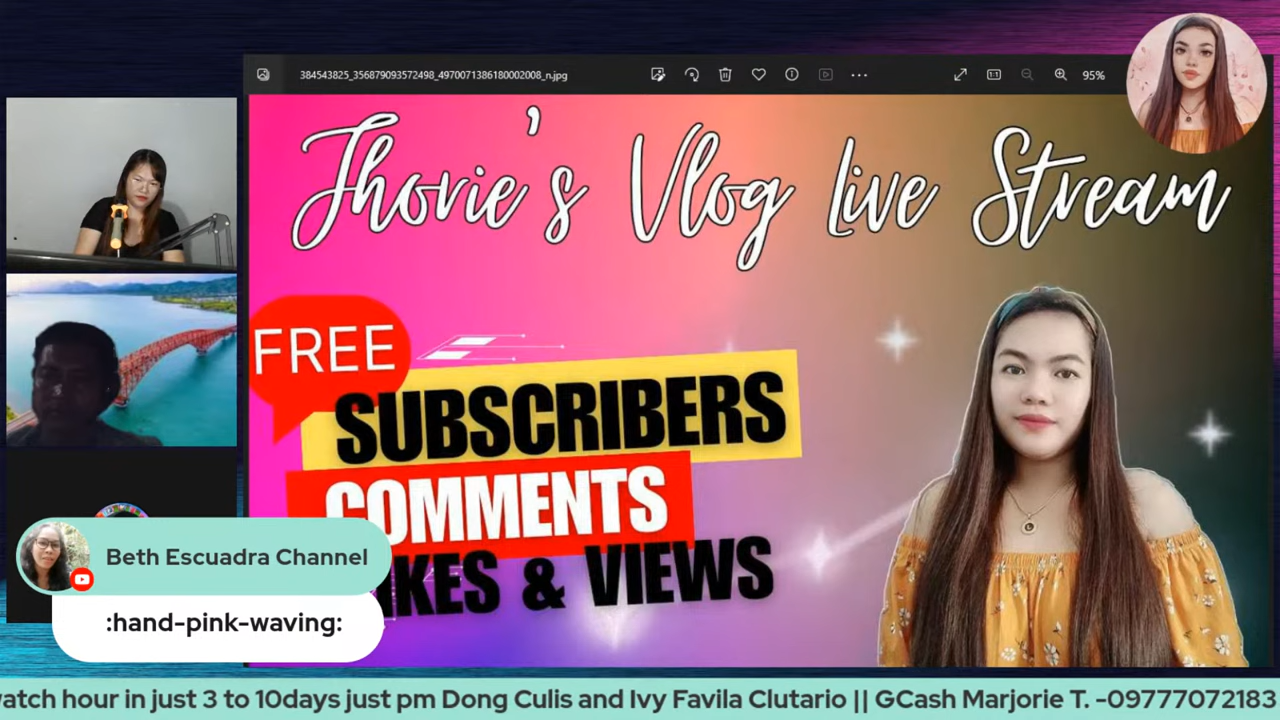 384543825_356879093572498_4970071386180002008_n.jpg
95%
Jhovie's Vlog Live Stream
FREE
SUBSCRIBERS
COMMENTS
IKES & VIEWS
Beth Escuadra Channel
:hand-pink-waving:
watch hour in just 3 to 10days just pm Dong Culis and Ivy Favila Clutario || GCash Marjorie T. -09777072183